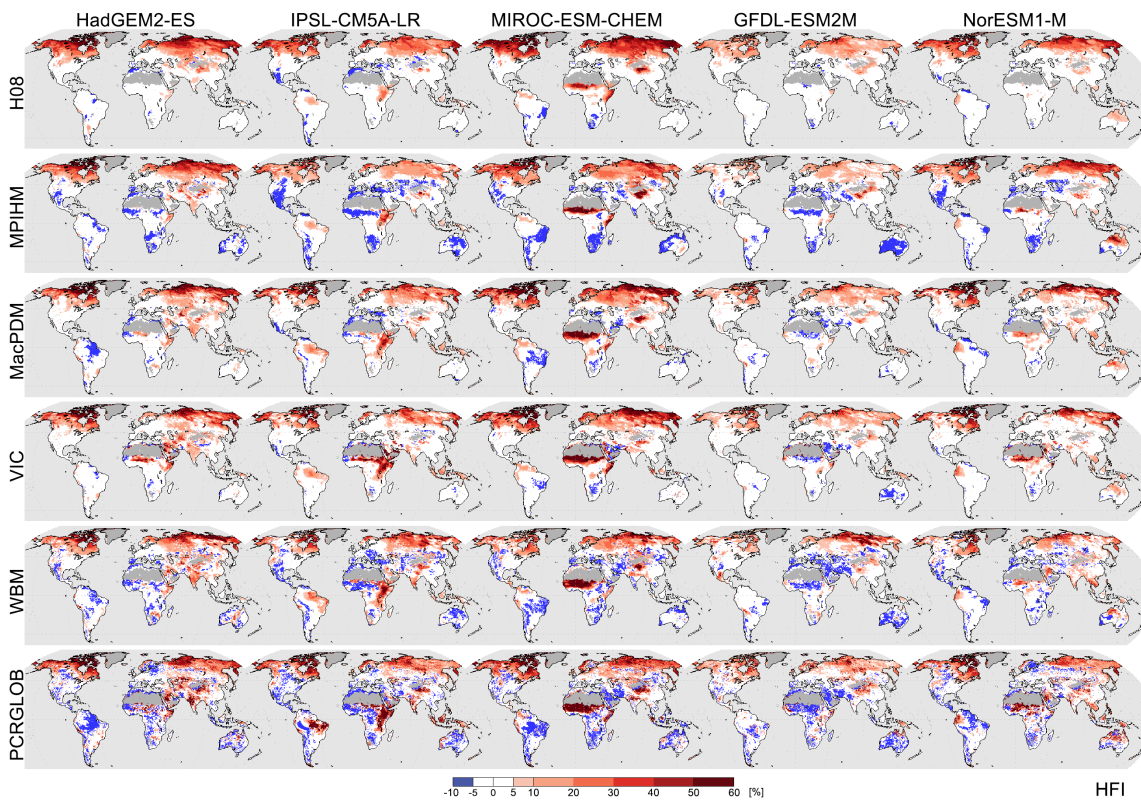 HadGEM2-ES IPSL-CM5A-LR MIROC-ESM-CHEM GFDL-ESM2M NorESM1-M
H08
MPIHM
MacPDM
VIC
WBM
PCRGLOB
-10 -5 0 5 10 20 30 40 50 60 [%]
HFI